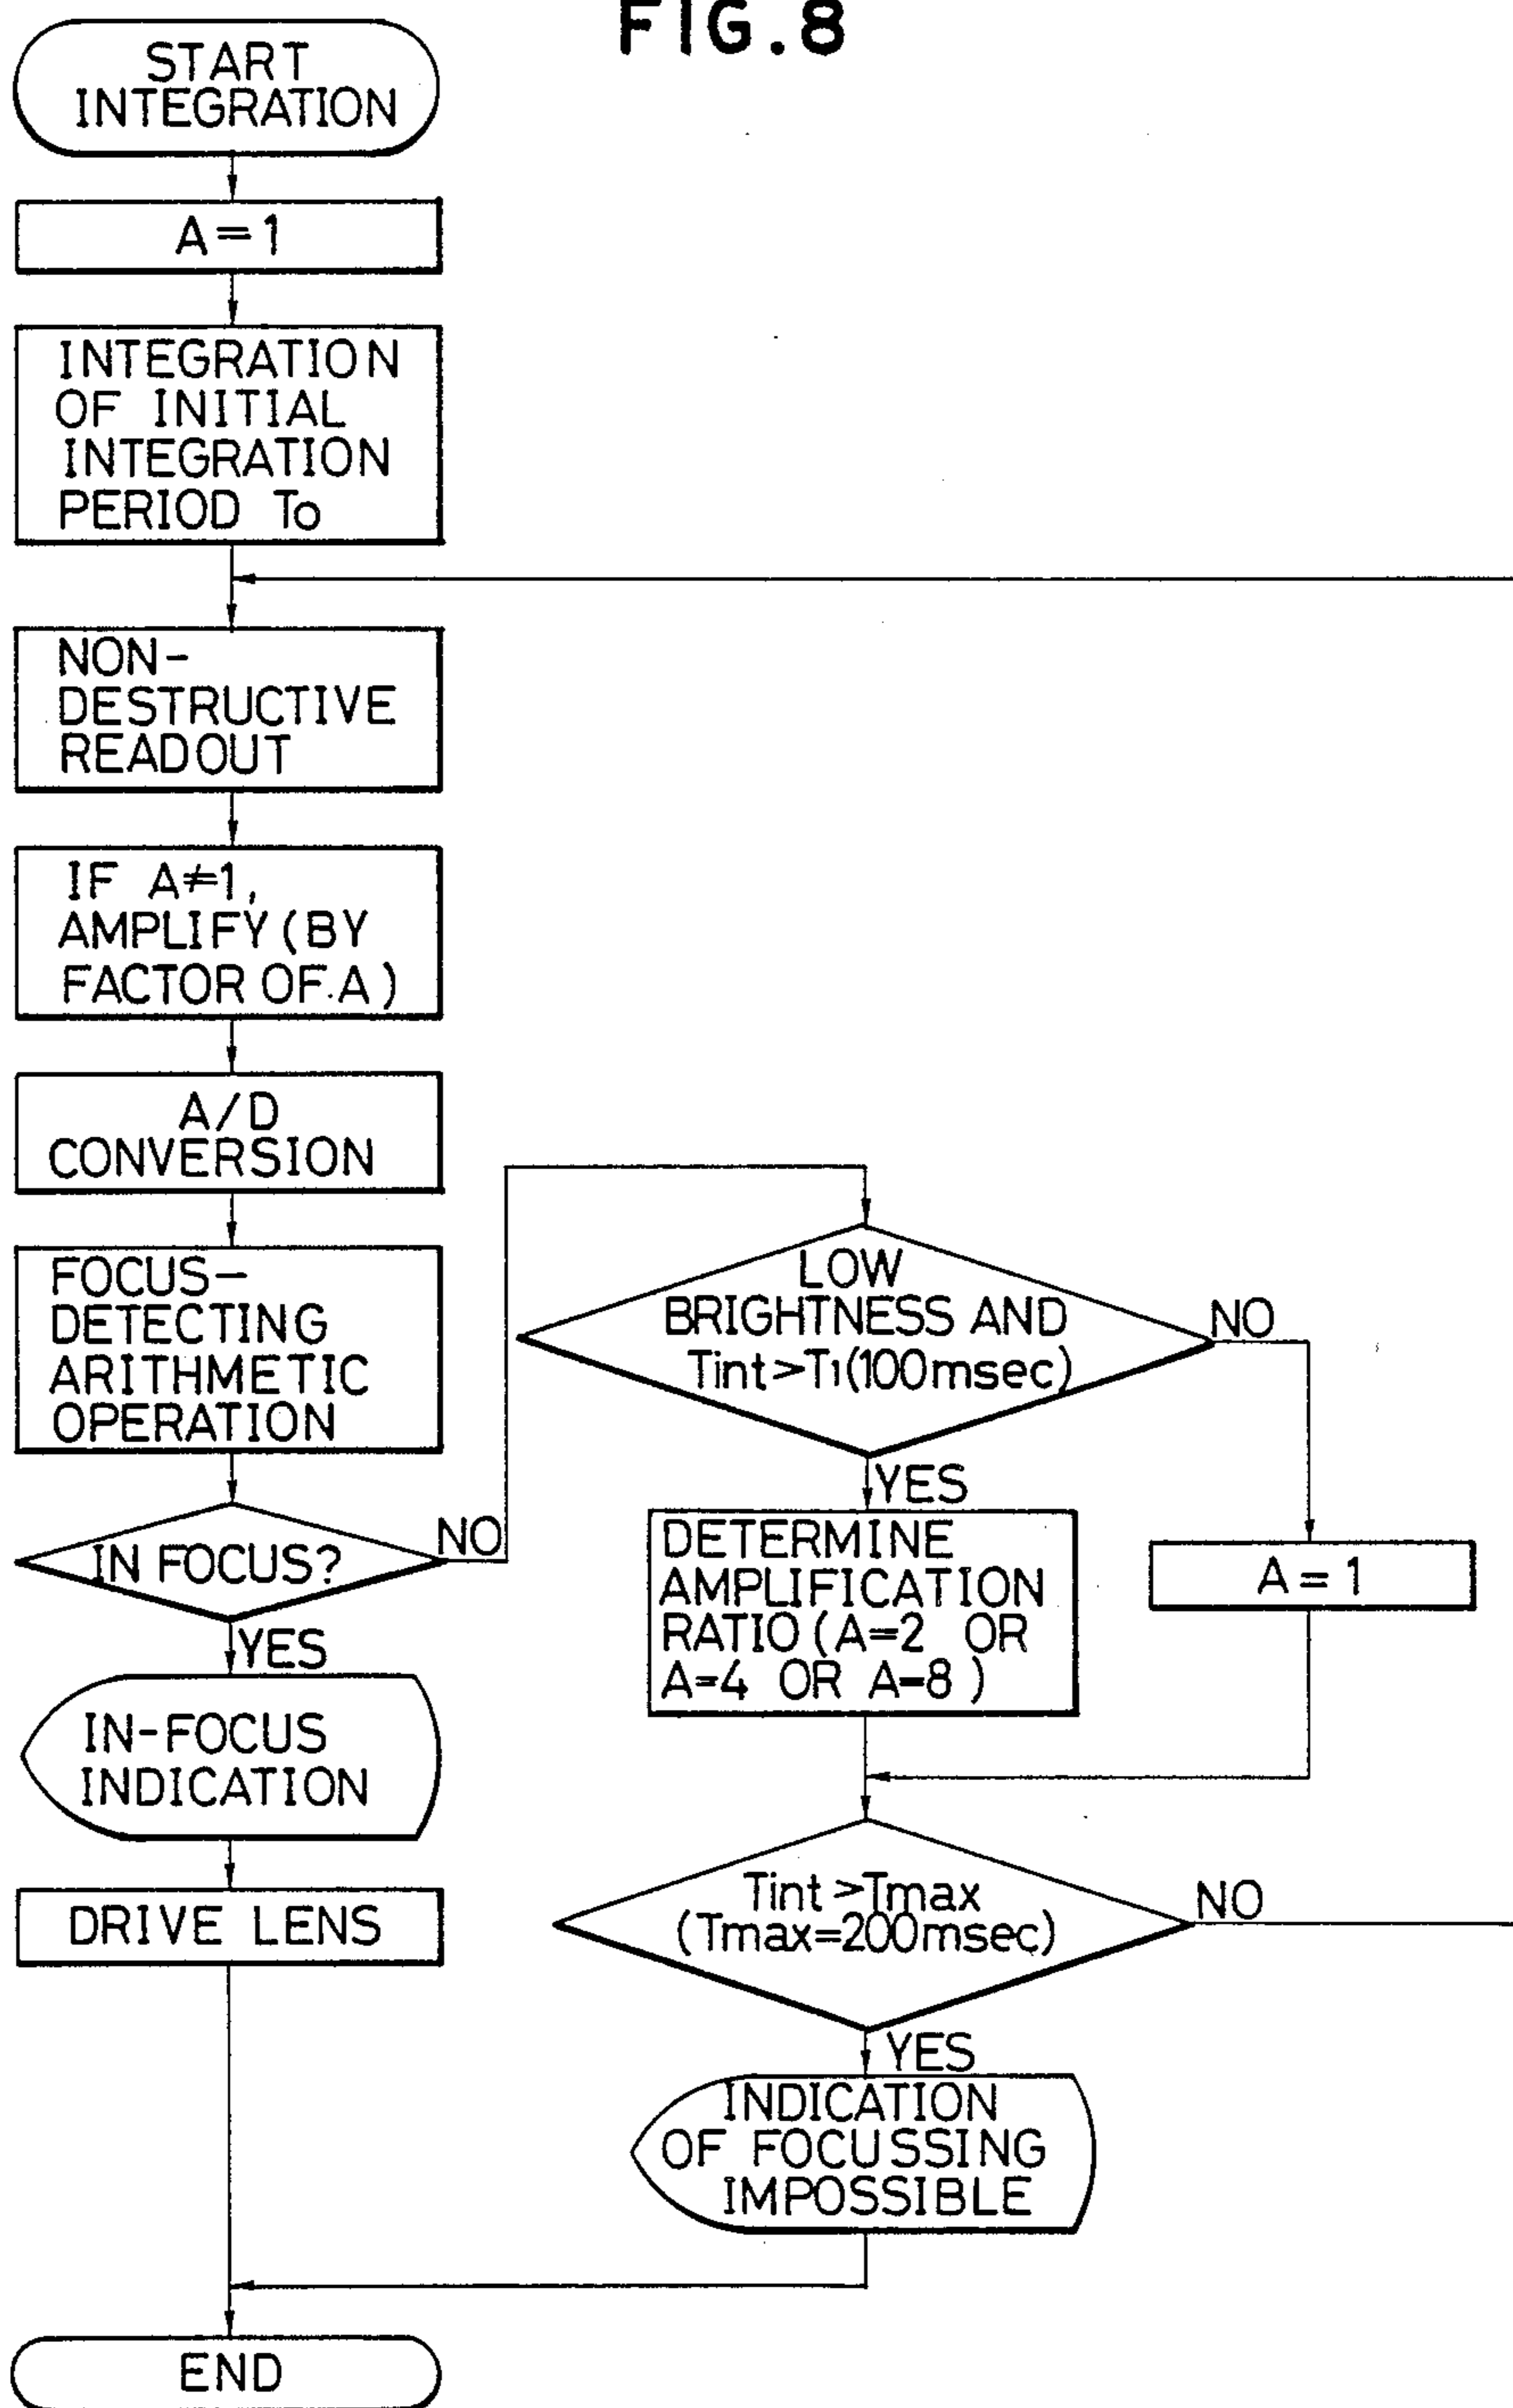 FIG.8
START
INTEGRATION
A=1
INTEGRATION
OF INITIAL
INTEGRATION
PERIOD To
NON-
DESTRUCTIVE
READOUT
IF A≠1,
AMPLIFY (BY
FACTOR OF A)
A/D
CONVERSION
FOCUS-
DETECTING
ARITHMETIC
OPERATION
IN FOCUS?
NO
YES
IN-FOCUS
INDICATION
DRIVE LENS
LOW
BRIGHTNESS AND
Tint>T1(100msec)
NO
YES
DETERMINE
AMPLIFICATION
RATIO (A=2 OR
A=4 OR A=8)
A=1
Tint>Tmax
(Tmax=200msec)
NO
YES
INDICATION
OF FOCUSSING
IMPOSSIBLE
END